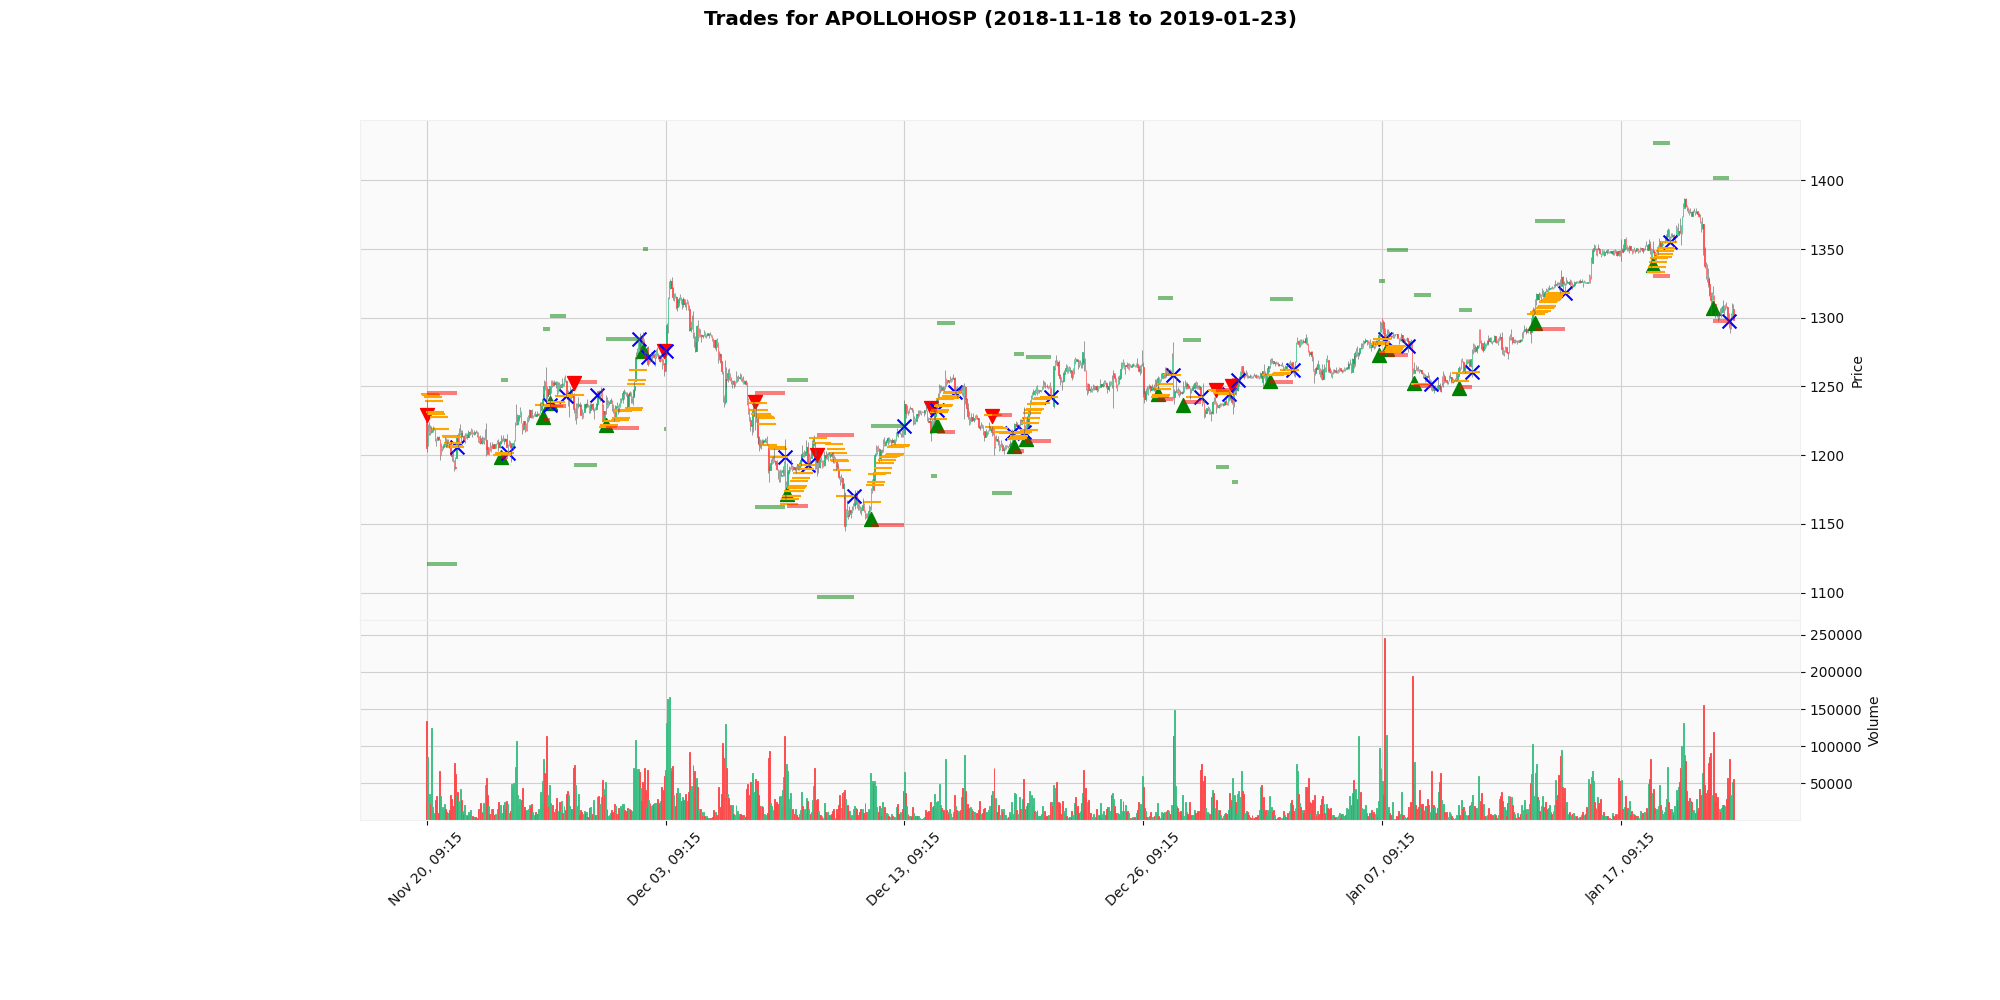 Trades for APOLLOHOSP (2018-11-18 to 2019-01-23)
1400
1350
1300
1250
1200
1150
1100
Price
250000
200000
150000
100000
50000
Volume
Nov 20, 09:15
Dec 03, 09:15
Dec 13, 09:15
Dec 26, 09:15
Jan 07, 09:15
Jan 17, 09:15